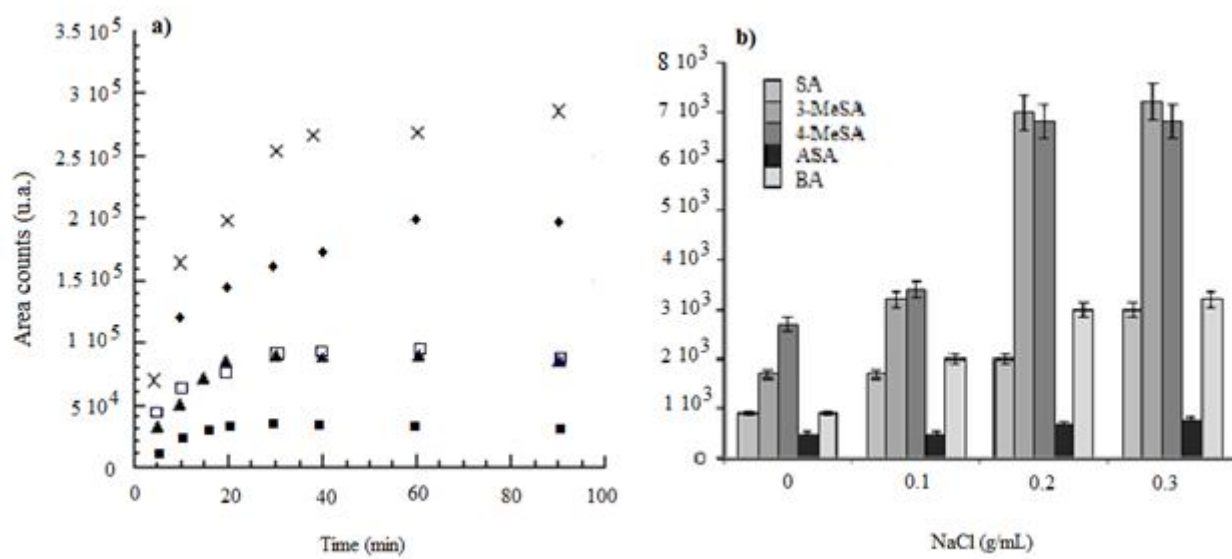 a)
3.5 10⁵
3 10⁵
2.5 10⁵
2 10⁵
1.5 10⁵
1 10⁵
5 10⁴
0
Area counts (u.a.)
0 20 40 60 80 100
Time (min)
b)
8 10³
7 10³
6 10³
5 10³
4 10³
3 10³
2 10³
1 10³
0
SA
3-MeSA
4-MeSA
ASA
BA
0 0.1 0.2 0.3
NaCl (g/mL)